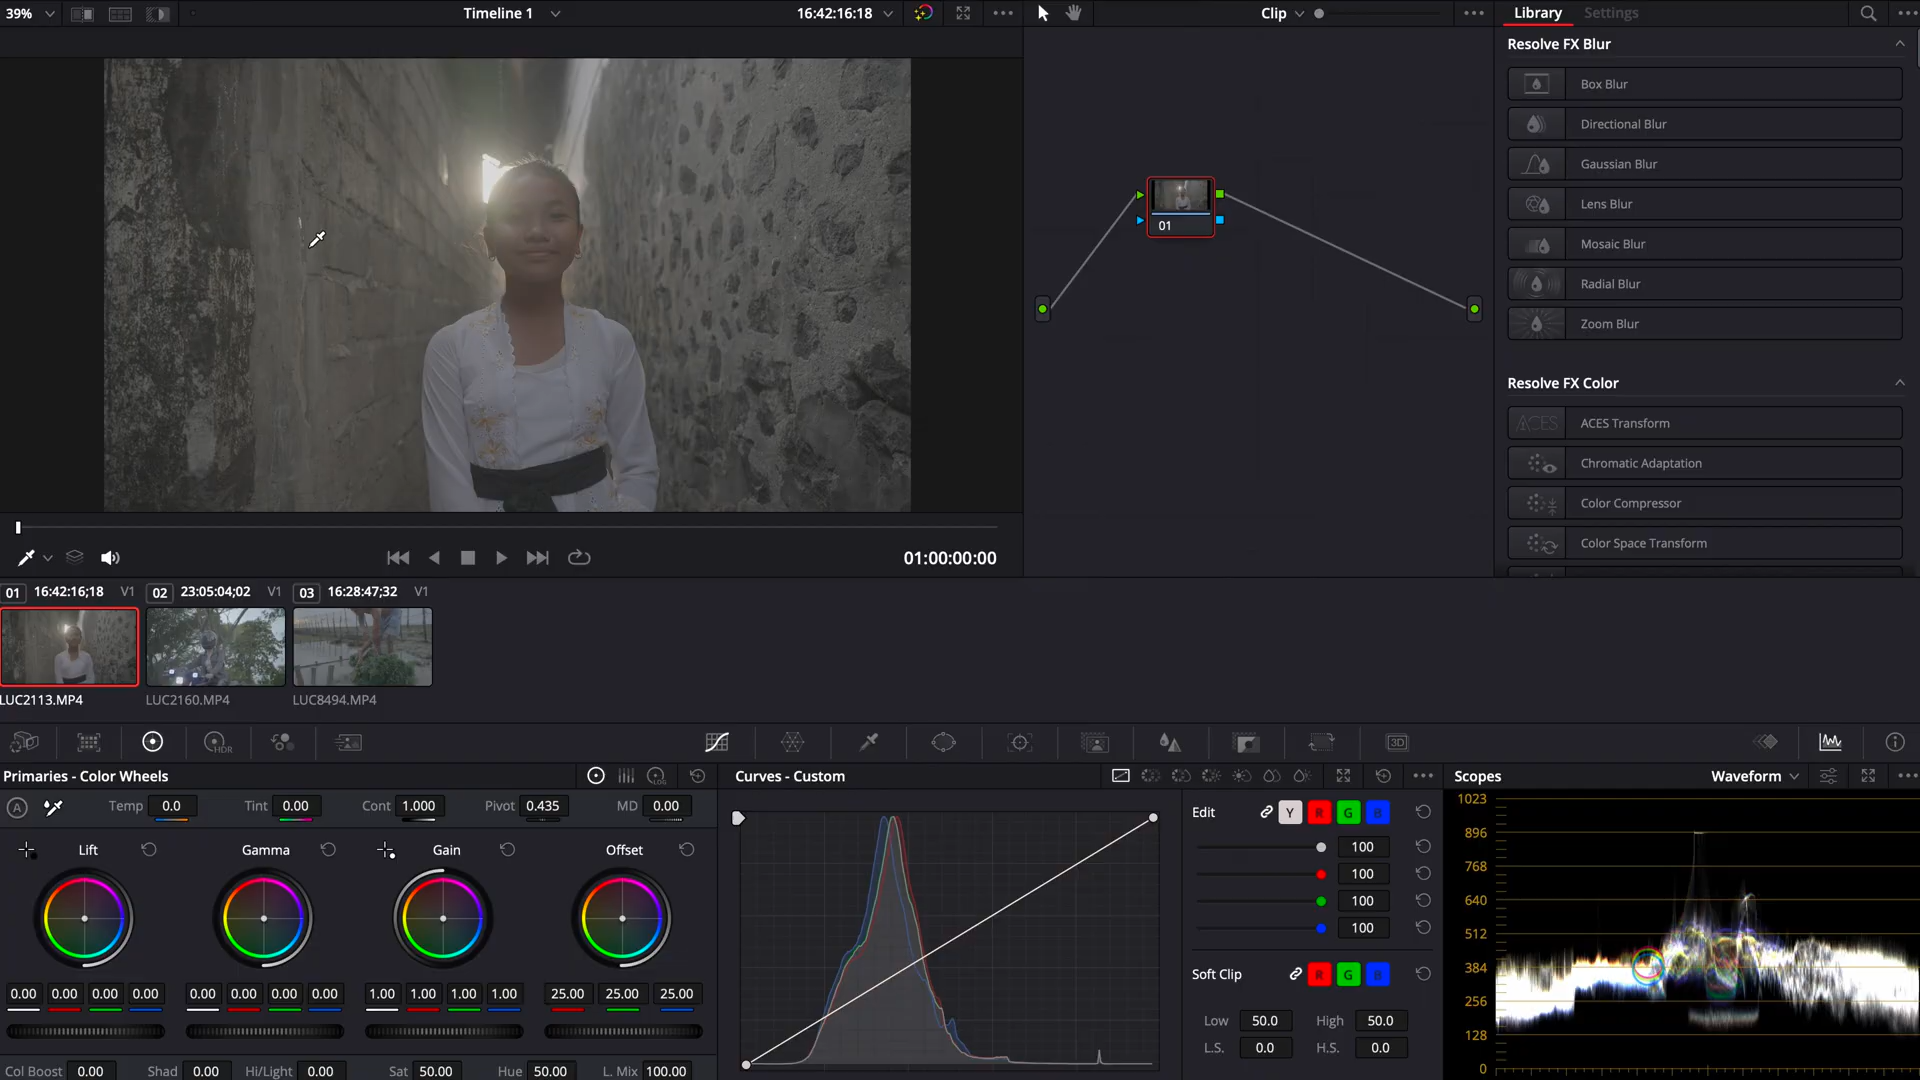 39%
Timeline 1
16:42:16:18
Clip
Library
Settings
Resolve FX Blur
Box Blur
Directional Blur
Gaussian Blur
Lens Blur
Mosaic Blur
Radial Blur
Zoom Blur
Resolve FX Color
ACES
ACES Transform
Chromatic Adaptation
Color Compressor
Color Space Transform
01
01:00:00:00
01 16:42:16;18 V1
02 23:05:04;02 V1
03 16:28:47;32 V1
LUC2113.MP4
LUC2160.MP4
LUC8494.MP4
HDR
3D
Primaries - Color Wheels
LOG
Curves - Custom
Scopes
Waveform
A
Temp 0.0
Tint 0.00
Cont 1.000
Pivot 0.435
MD 0.00
Lift
Gamma
Gain
Offset
0.00 0.00 0.00 0.00
0.00 0.00 0.00 0.00
1.00 1.00 1.00 1.00
25.00 25.00 25.00
Col Boost 0.00
Shad 0.00
Hi/Light 0.00
Sat 50.00
Hue 50.00
L. Mix 100.00
Edit
Y R G B
100
100
100
100
Soft Clip
R G B
Low 50.0
High 50.0
L.S. 0.0
H.S. 0.0
1023
896
768
640
512
384
256
128
0